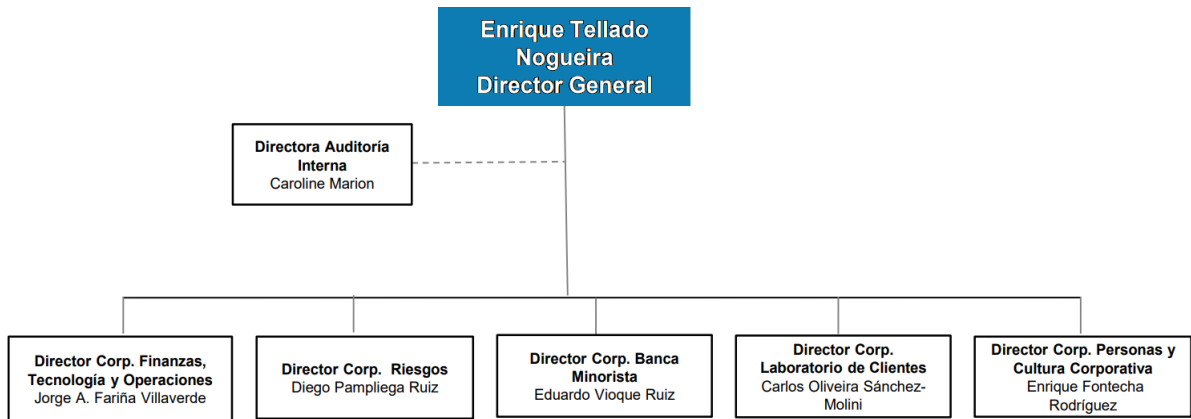 Enrique Tellado
Nogueira
Director General
Directora Auditoría
Interna
Caroline Marion
Director Corp. Finanzas,
Tecnología y Operaciones
Jorge A. Fariña Villaverde
Director Corp. Riesgos
Diego Pampliega Ruiz
Director Corp. Banca
Minorista
Eduardo Vioque Ruiz
Director Corp.
Laboratorio de Clientes
Carlos Oliveira Sánchez-
Molini
Director Corp. Personas y
Cultura Corporativa
Enrique Fontecha
Rodríguez